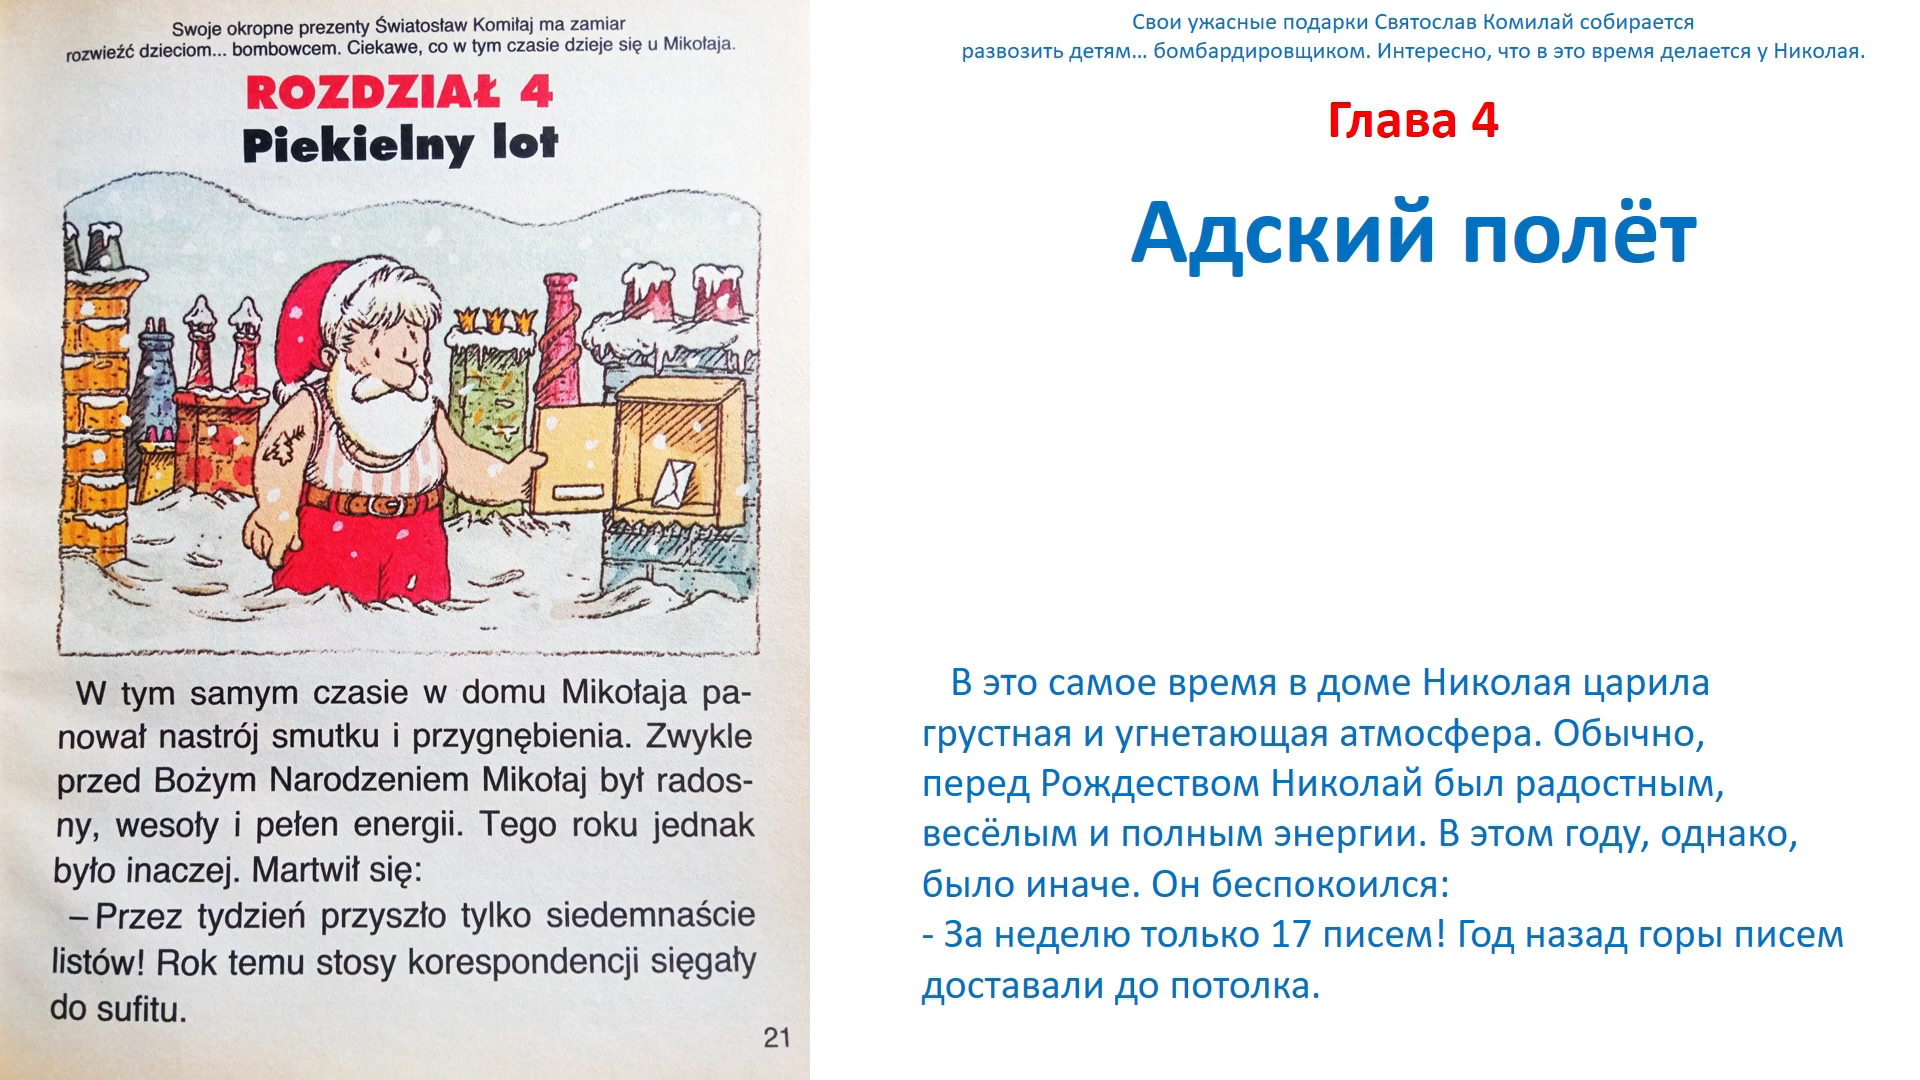 Swoje okropne prezenty Światosław Komiłaj ma zamiar
rozwieźć dzieciom... bombowcem. Ciekawe, co w tym czasie dzieje się u Mikołaja.
ROZDZIAŁ 4
Piekielny lot
W tym samym czasie w domu Mikołaja pa-
nował nastrój smutku i przygnębienia. Zwykle
przed Bożym Narodzeniem Mikołaj był rados-
ny, wesoły i pełen energii. Tego roku jednak
było inaczej. Martwił się:
– Przez tydzień przyszło tylko siedemnaście
listów! Rok temu stosy korespondencji sięgały
do sufitu.
21
Свои ужасные подарки Святослав Комилай собирается
развозить детям... бомбардировщиком. Интересно, что в это время делается у Николая.
Глава 4
Адский полёт
В это самое время в доме Николая царила
грустная и угнетающая атмосфера. Обычно,
перед Рождеством Николай был радостным,
весёлым и полным энергии. В этом году, однако,
было иначе. Он беспокоился:
- За неделю только 17 писем! Год назад горы писем
доставали до потолка.